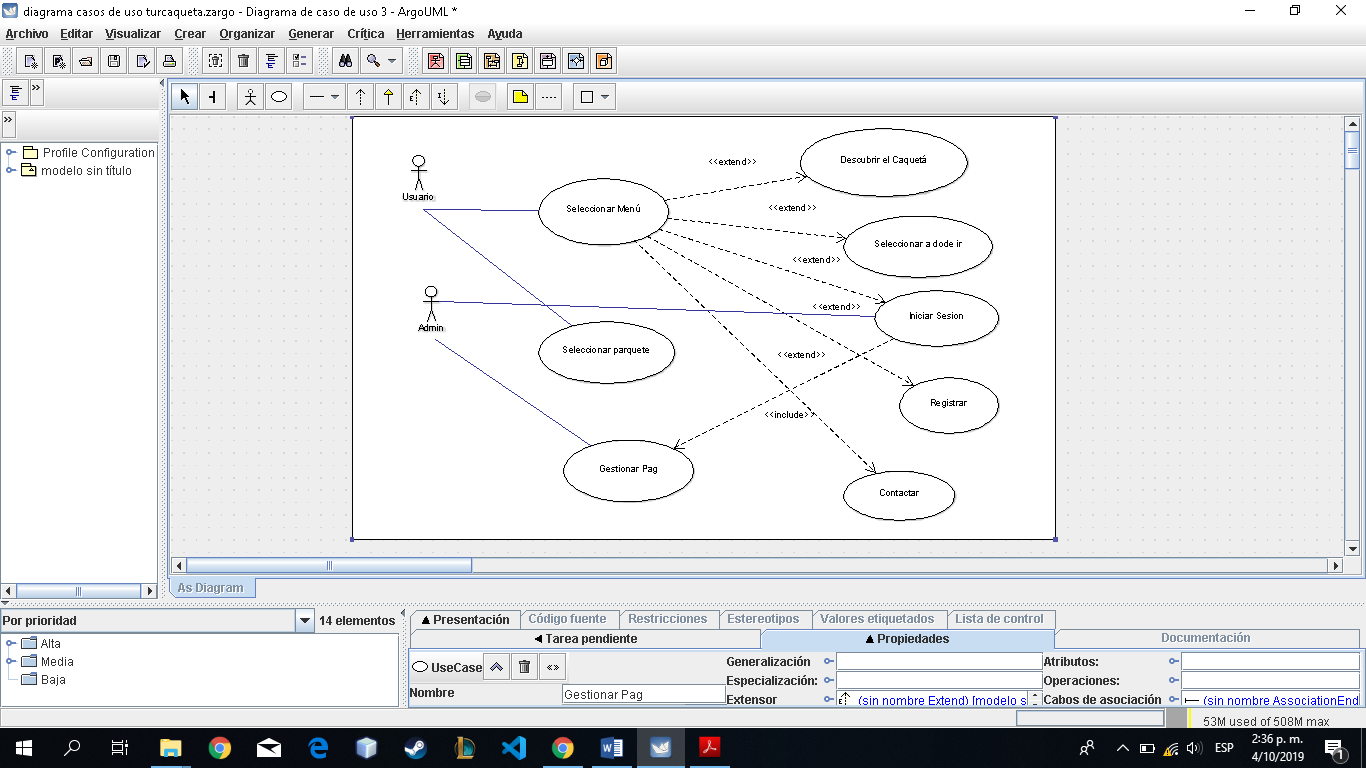 diagrama casos de uso turcaqueta.zargo - Diagrama de caso de uso 3 - ArgoUML *
Archivo Editar Visualizar Crear Organizar Generar Crítica Herramientas Ayuda
»
»
Profile Configuration
modelo sin título
Usuario
Admin
Seleccionar Menú
Seleccionar parquete
Gestionar Pag
<<extend>>
Descubrir el Caquetá
<<extend>>
Seleccionar a dode ir
<<extend>>
<<extend>>
Iniciar Sesion
<<extend>>
Registrar
<<include>>
Contactar
As Diagram
Por prioridad
14 elementos
Alta
Media
Baja
Presentación Código fuente Restricciones Estereotipos Valores etiquetados Lista de control
Tarea pendiente Propiedades Documentación
UseCase
Nombre
Gestionar Pag
Generalización
Especialización:
Extensor
(sin nombre Extend) [modelo s
Atributos:
Operaciones:
Cabos de asociación
(sin nombre AssociationEnd
53M used of 508M max
ESP
2:36 p. m.
4/10/2019
1